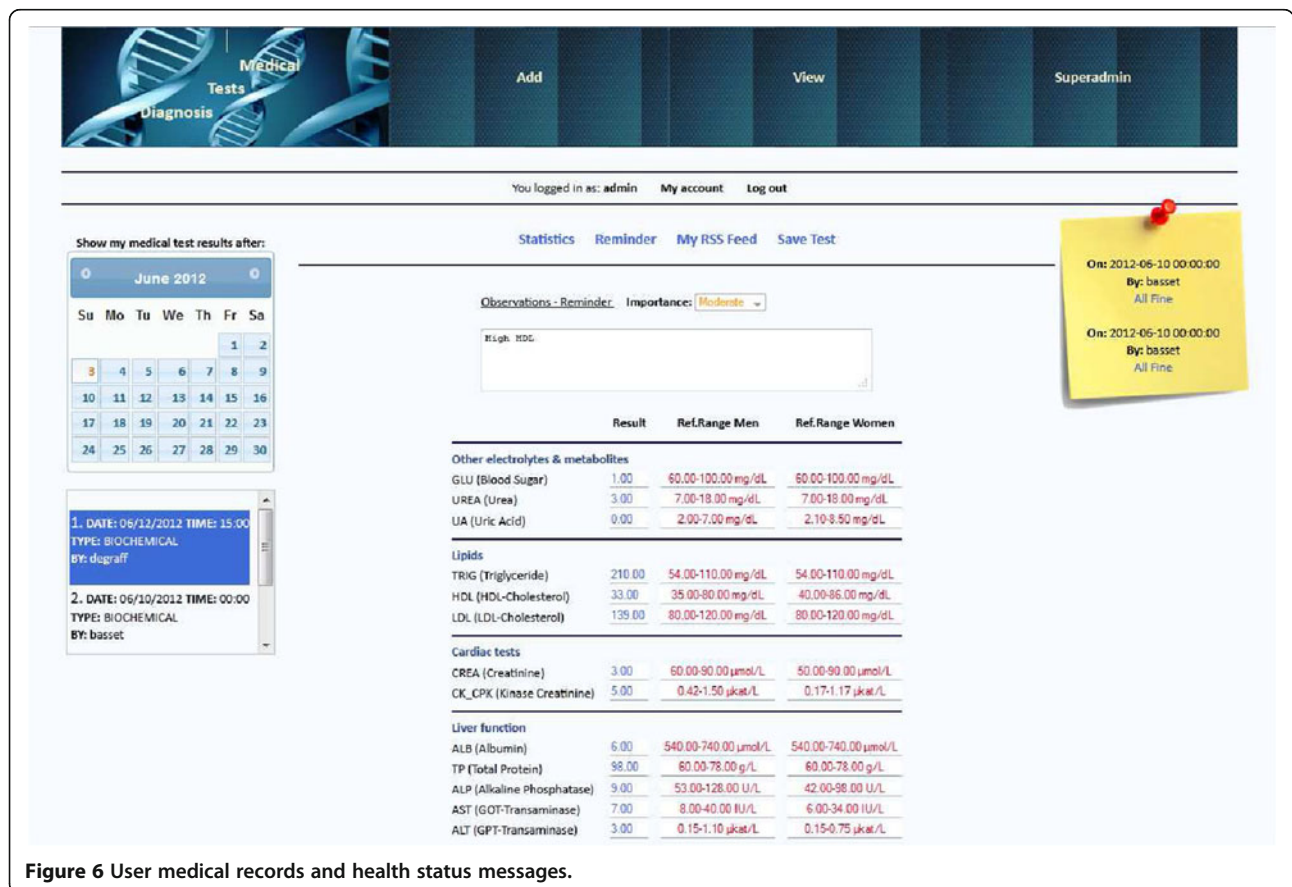 Medical
Tests
Diagnosis
Add
View
Superadmin
You logged in as: admin My account Log out
Show my medical test results after:
June 2012
Su Mo Tu We Th Fr Sa
1 2
3 4 5 6 7 8 9
10 11 12 13 14 15 16
17 18 19 20 21 22 23
24 25 26 27 28 29 30
1. DATE: 06/12/2012 TIME: 15:00
TYPE: BIOCHEMICAL
BY: degraff
2. DATE: 06/10/2012 TIME: 00:00
TYPE: BIOCHEMICAL
BY: basset
Statistics Reminder My RSS Feed Save Test
Observations - Reminder Importance: Moderate
High HDL
Result Ref.Range Men Ref.Range Women
Other electrolytes & metabolites
GLU (Blood Sugar) 1.00 60.00-100.00 mg/dL 60.00-100.00 mg/dL
UREA (Urea) 3.00 7.00-18.00 mg/dL 7.00-18.00 mg/dL
UA (Uric Acid) 0.00 2.00-7.00 mg/dL 2.10-8.50 mg/dL
Lipids
TRIG (Triglyceride) 210.00 54.00-110.00 mg/dL 54.00-110.00 mg/dL
HDL (HDL-Cholesterol) 33.00 35.00-80.00 mg/dL 40.00-86.00 mg/dL
LDL (LDL-Cholesterol) 139.00 80.00-120.00 mg/dL 80.00-120.00 mg/dL
Cardiac tests
CREA (Creatinine) 3.00 60.00-90.00 µmol/L 50.00-90.00 µmol/L
CK_CPK (Kinase Creatinine) 5.00 0.42-1.50 µkat/L 0.17-1.17 µkat/L
Liver function
ALB (Albumin) 6.00 540.00-740.00 µmol/L 540.00-740.00 µmol/L
TP (Total Protein) 98.00 60.00-78.00 g/L 60.00-78.00 g/L
ALP (Alkaline Phosphatase) 9.00 53.00-128.00 U/L 42.00-98.00 U/L
AST (GOT-Transaminase) 7.00 8.00-40.00 IU/L 6.00-34.00 IU/L
ALT (GPT-Transaminase) 3.00 0.15-1.10 µkat/L 0.15-0.75 µkat/L
On: 2012-06-10 00:00:00
By: basset
All Fine
On: 2012-06-10 00:00:00
By: basset
All Fine
Figure 6 User medical records and health status messages.